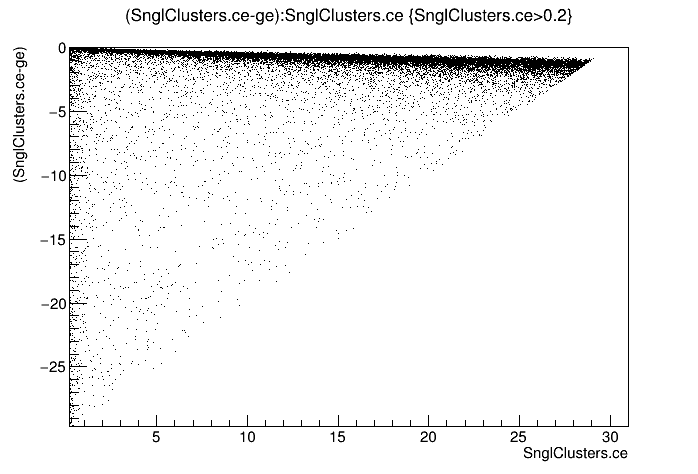 (SnglClusters.ce-ge):SnglClusters.ce {SnglClusters.ce>0.2}
(SnglClusters.ce-ge)
0
−5
−10
−15
−20
−25
5 10 15 20 25 30
SnglClusters.ce